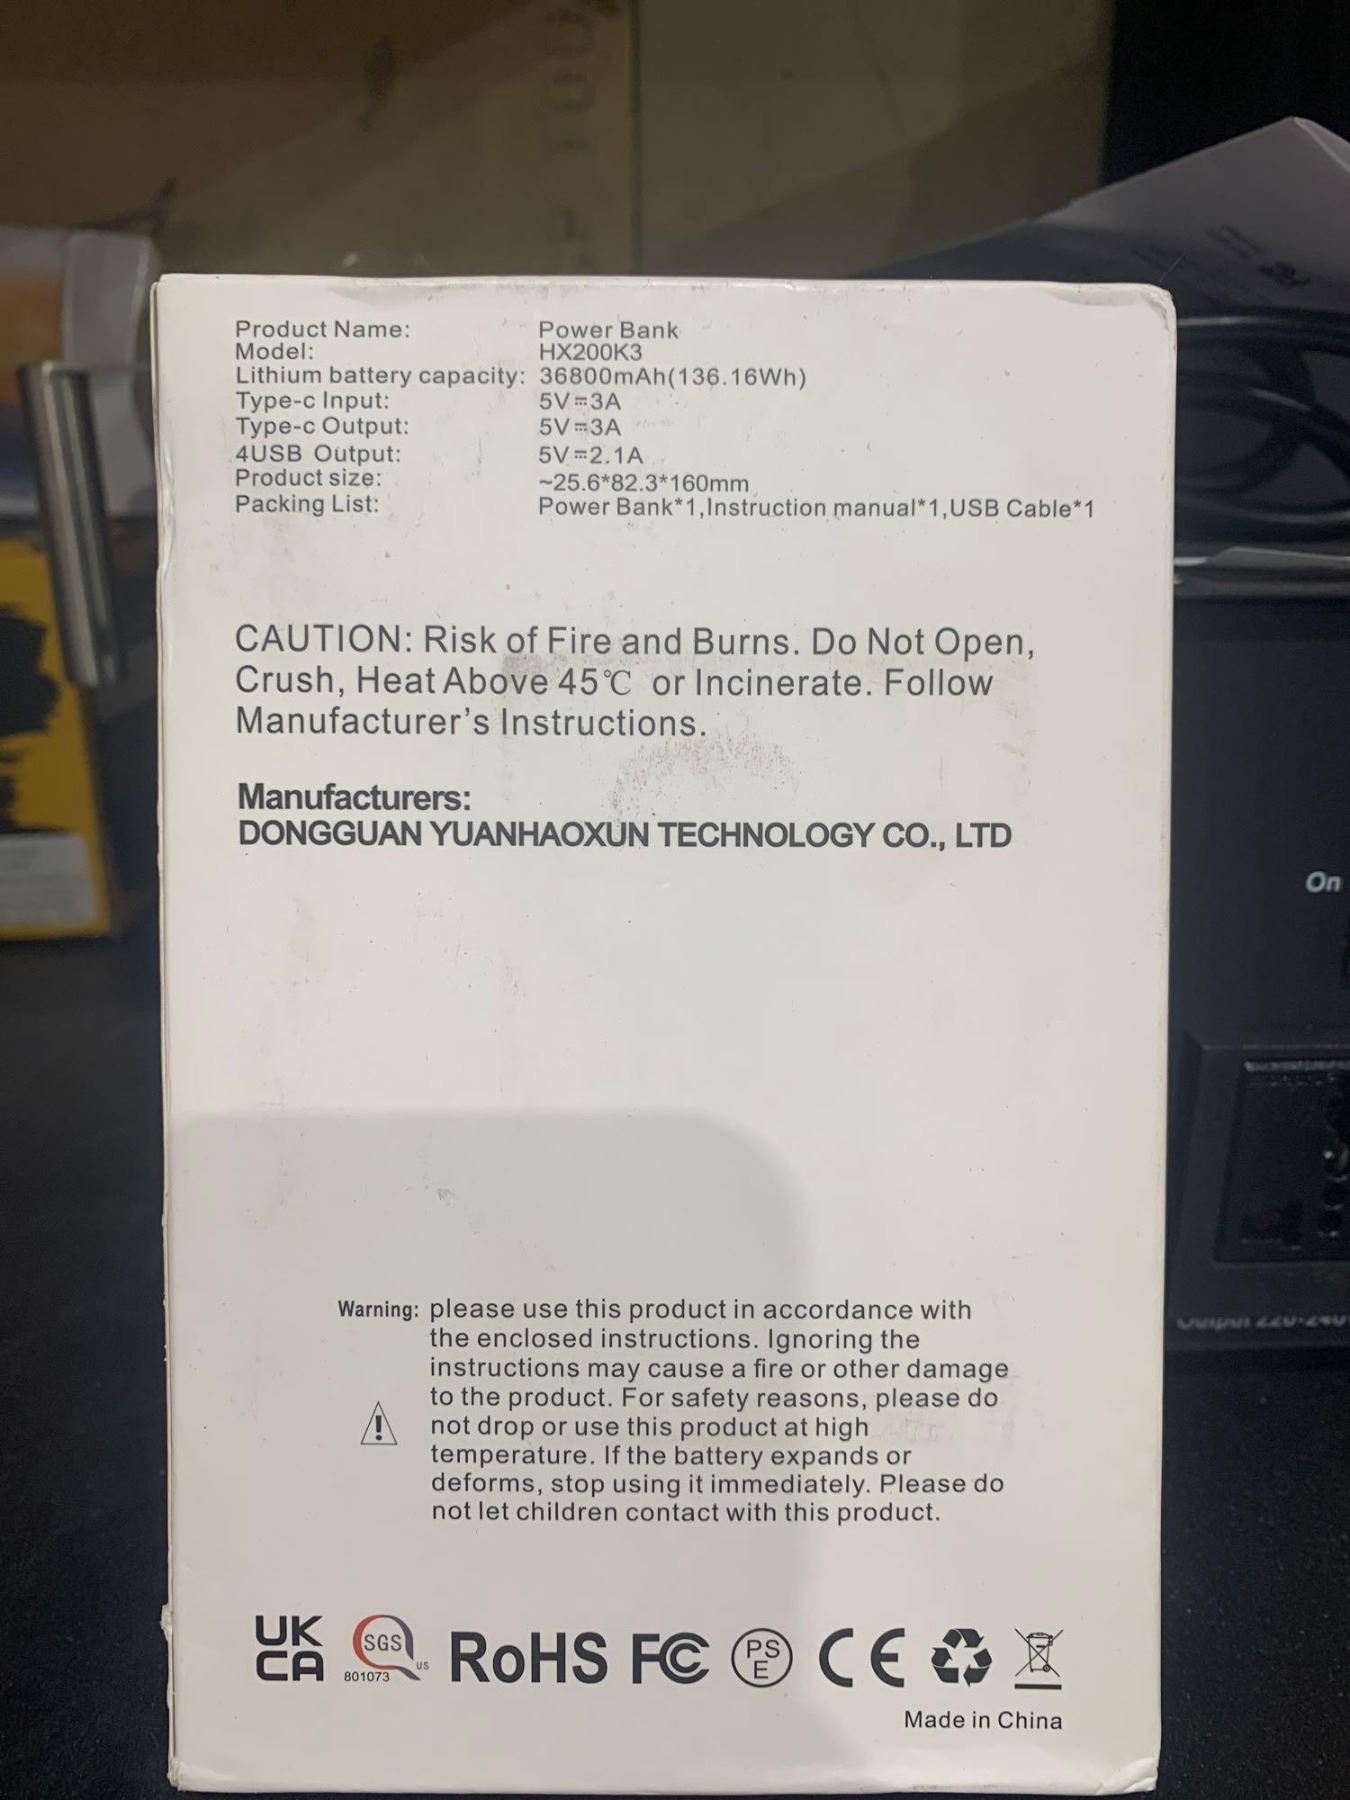 Product Name: Power Bank
Model: HX200K3
Lithium battery capacity: 36800mAh(136.16Wh)
Type-c Input: 5V⎓3A
Type-c Output: 5V⎓3A
4USB Output: 5V⎓2.1A
Product size: ~25.6*82.3*160mm
Packing List: Power Bank*1,Instruction manual*1,USB Cable*1
CAUTION: Risk of Fire and Burns. Do Not Open,
Crush, Heat Above 45℃ or Incinerate. Follow
Manufacturer's Instructions.
Manufacturers:
DONGGUAN YUANHAOXUN TECHNOLOGY CO., LTD
On
Warning: please use this product in accordance with
the enclosed instructions. Ignoring the
instructions may cause a fire or other damage
to the product. For safety reasons, please do
not drop or use this product at high
temperature. If the battery expands or
deforms, stop using it immediately. Please do
not let children contact with this product.
UK
CA
SGS
801073 US
RoHS FC PS
E
CE
Made in China